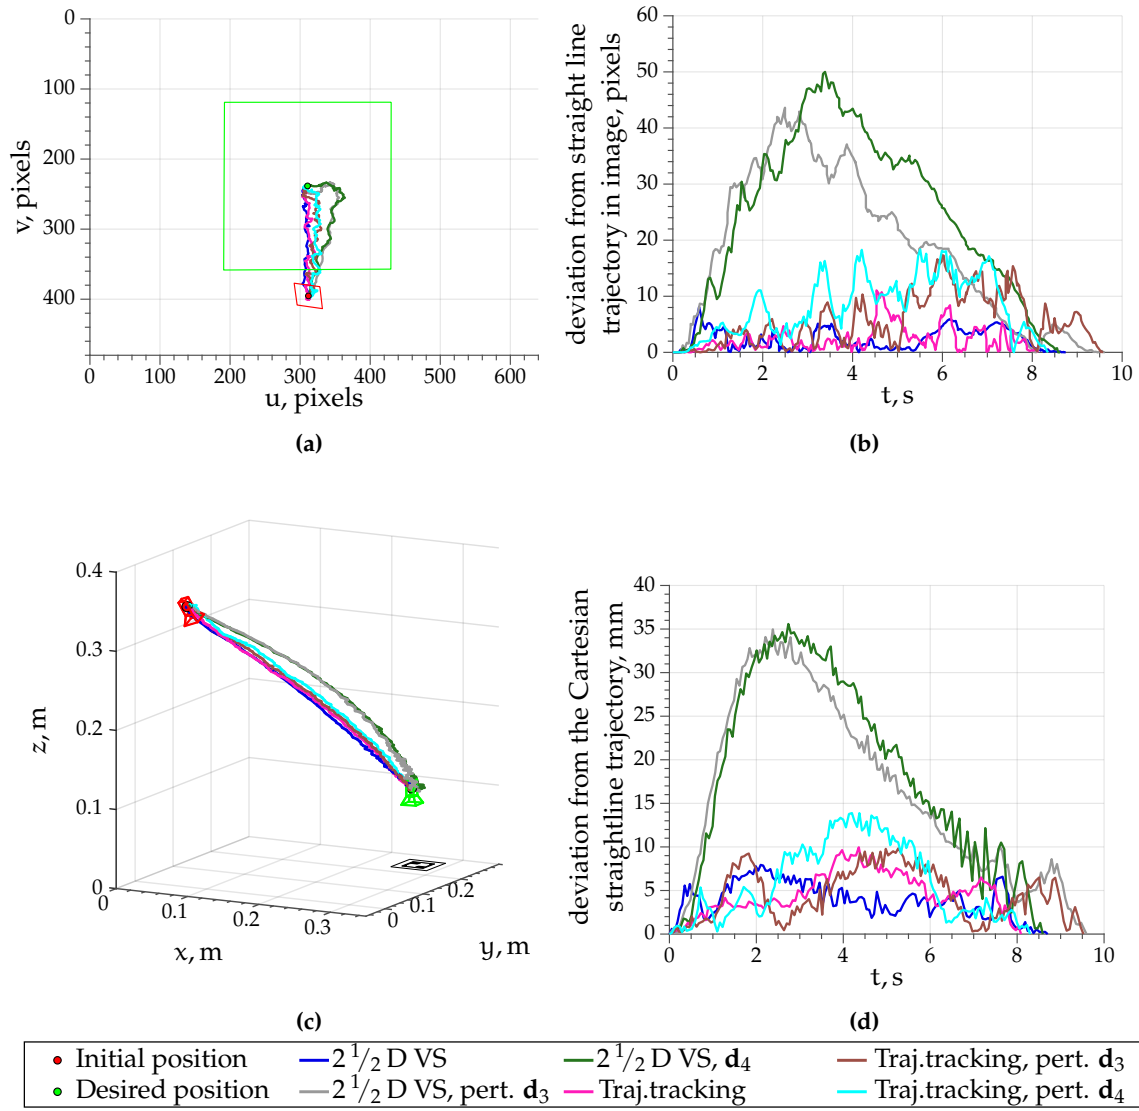 0
100
200
300
400
v, pixels
0 100 200 300 400 500 600
u, pixels
(a)
60
50
40
30
20
10
0
deviation from straight line
trajectory in image, pixels
0 2 4 6 8 10
t, s
(b)
0.4
0.3
0.2
0.1
0
z, m
0 0.1 0.2 0.3
x, m
0 0.1 0.2
y, m
(c)
40
35
30
25
20
15
10
5
0
deviation from the Cartesian
straightline trajectory, mm
0 2 4 6 8 10
t, s
(d)
Initial position 2 1/2 D VS 2 1/2 D VS, d4 Traj.tracking, pert. d3
Desired position 2 1/2 D VS, pert. d3 Traj.tracking Traj.tracking, pert. d4